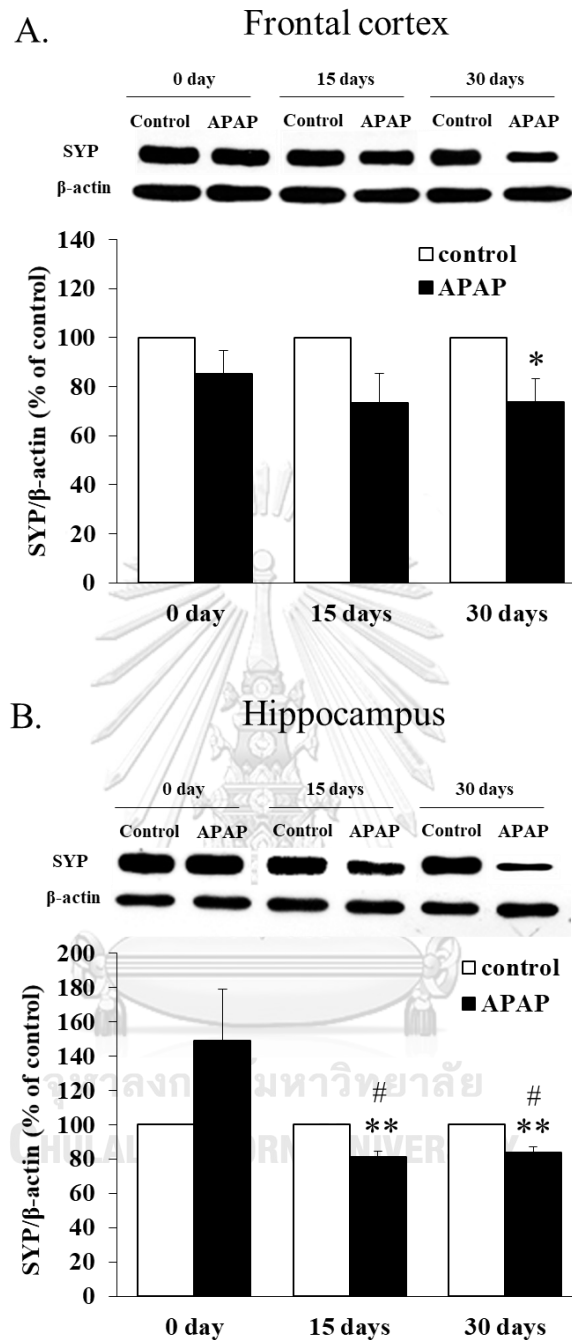 A. Frontal cortex
0 day 15 days 30 days
Control APAP Control APAP Control APAP
SYP
β-actin
140
120
100
80
60
40
20
0
SYP/β-actin (% of control)
control
APAP
*
0 day 15 days 30 days
B. Hippocampus
0 day 15 days 30 days
Control APAP Control APAP Control APAP
SYP
β-actin
200
180
160
140
120
100
80
60
40
20
0
SYP/β-actin (% of control)
control
APAP
# #
** **
0 day 15 days 30 days